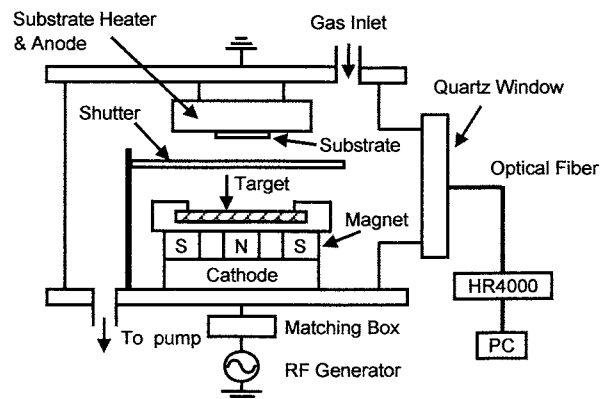 Substrate Heater
& Anode
Gas Inlet
Quartz Window
Shutter
Substrate
Optical Fiber
Target
Magnet
S
N
S
Cathode
HR4000
To pump
Matching Box
PC
RF Generator